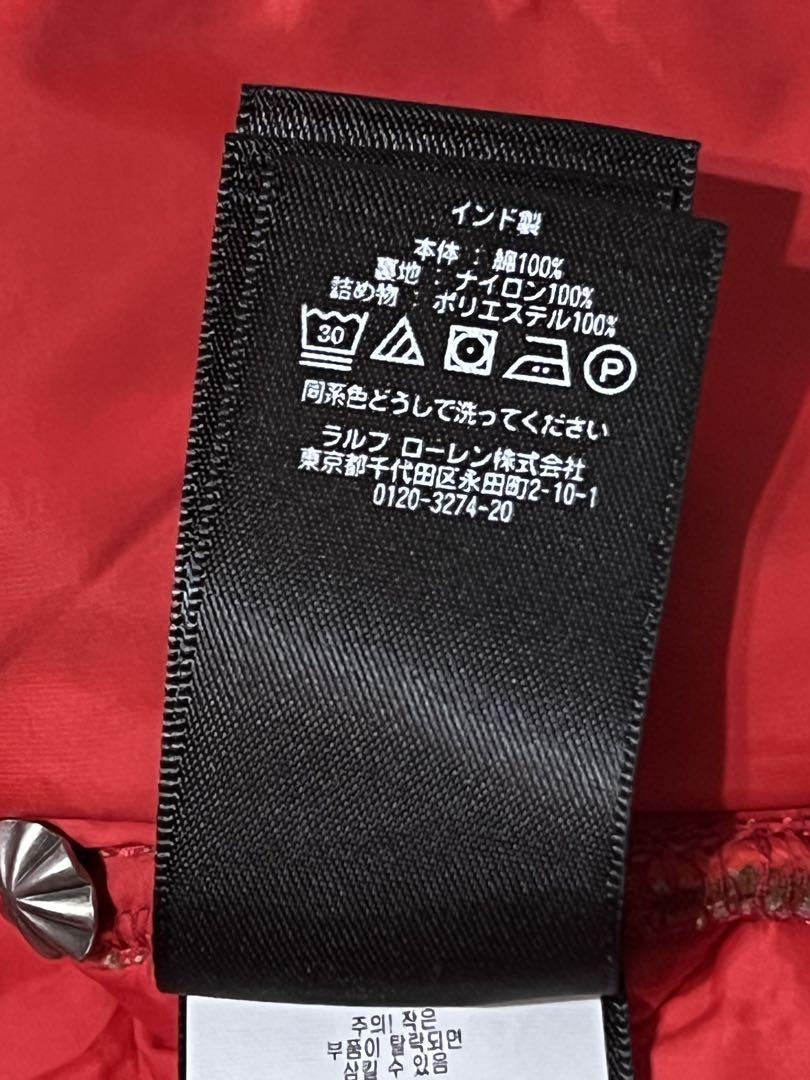 インド製
本体 : 綿100%
裏地 : ナイロン100%
詰め物 : ポリエステル100%
30
P
同系色どうしで洗ってください
ラルフ ローレン株式会社
東京都千代田区永田町2-10-1
0120-3274-20
주의! 작은
부품이 탈락되면
삼킬 수 있음